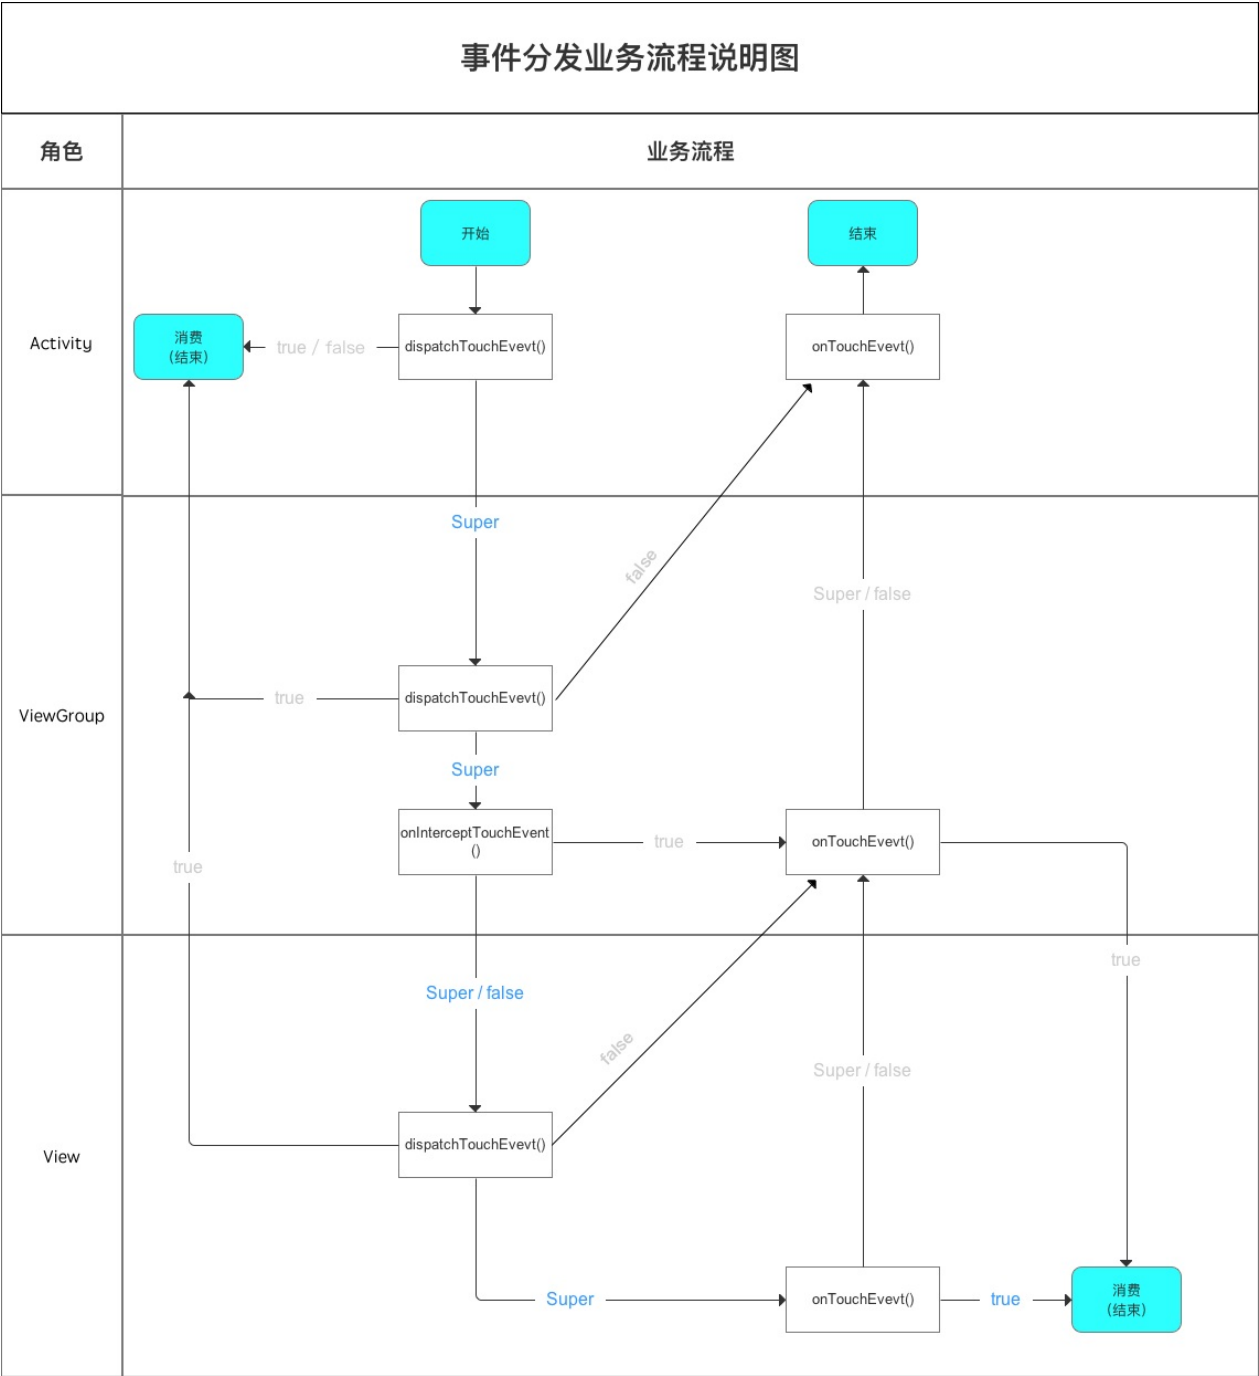 事件分发业务流程说明图
角色
业务流程
开始
结束
Activity
消费
(结束)
true / false
dispatchTouchEvevt()
onTouchEvevt()
Super
false
Super / false
ViewGroup
true
dispatchTouchEvevt()
Super
onInterceptTouchEvent
()
true
onTouchEvevt()
true
true
Super / false
false
Super / false
View
dispatchTouchEvevt()
Super
onTouchEvevt()
true
消费
(结束)